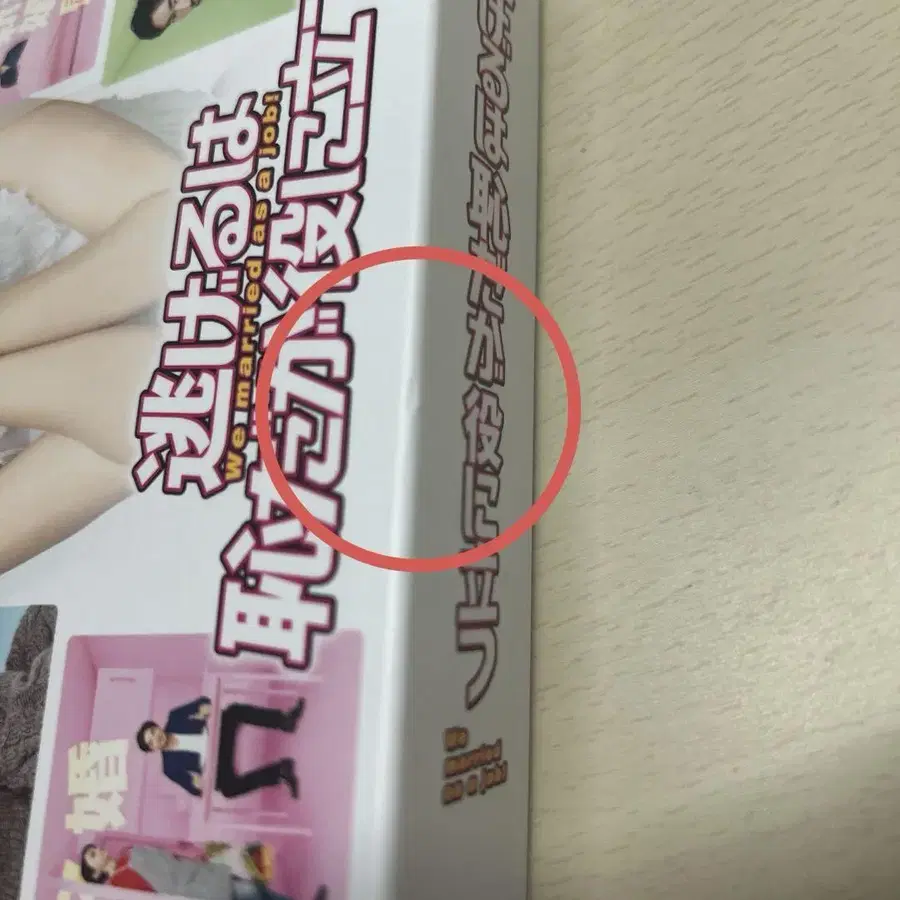 逃げるは
恥だが役に立
We married as a job!
逃げるは恥だが役に立つ
We
Married
as a job!
婚